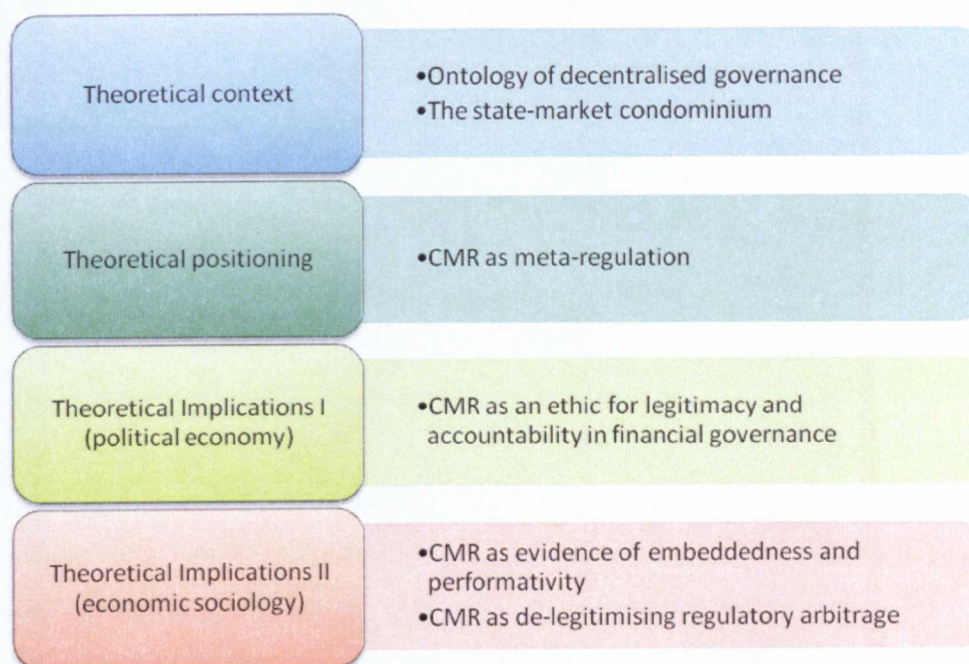 Theoretical context
•Ontology of decentralised governance
•The state-market condominium
Theoretical positioning
•CMR as meta-regulation
Theoretical Implications I
(political economy)
•CMR as an ethic for legitimacy and
accountability in financial governance
Theoretical Implications II
(economic sociology)
•CMR as evidence of embeddedness and
performativity
•CMR as de-legitimising regulatory arbitrage